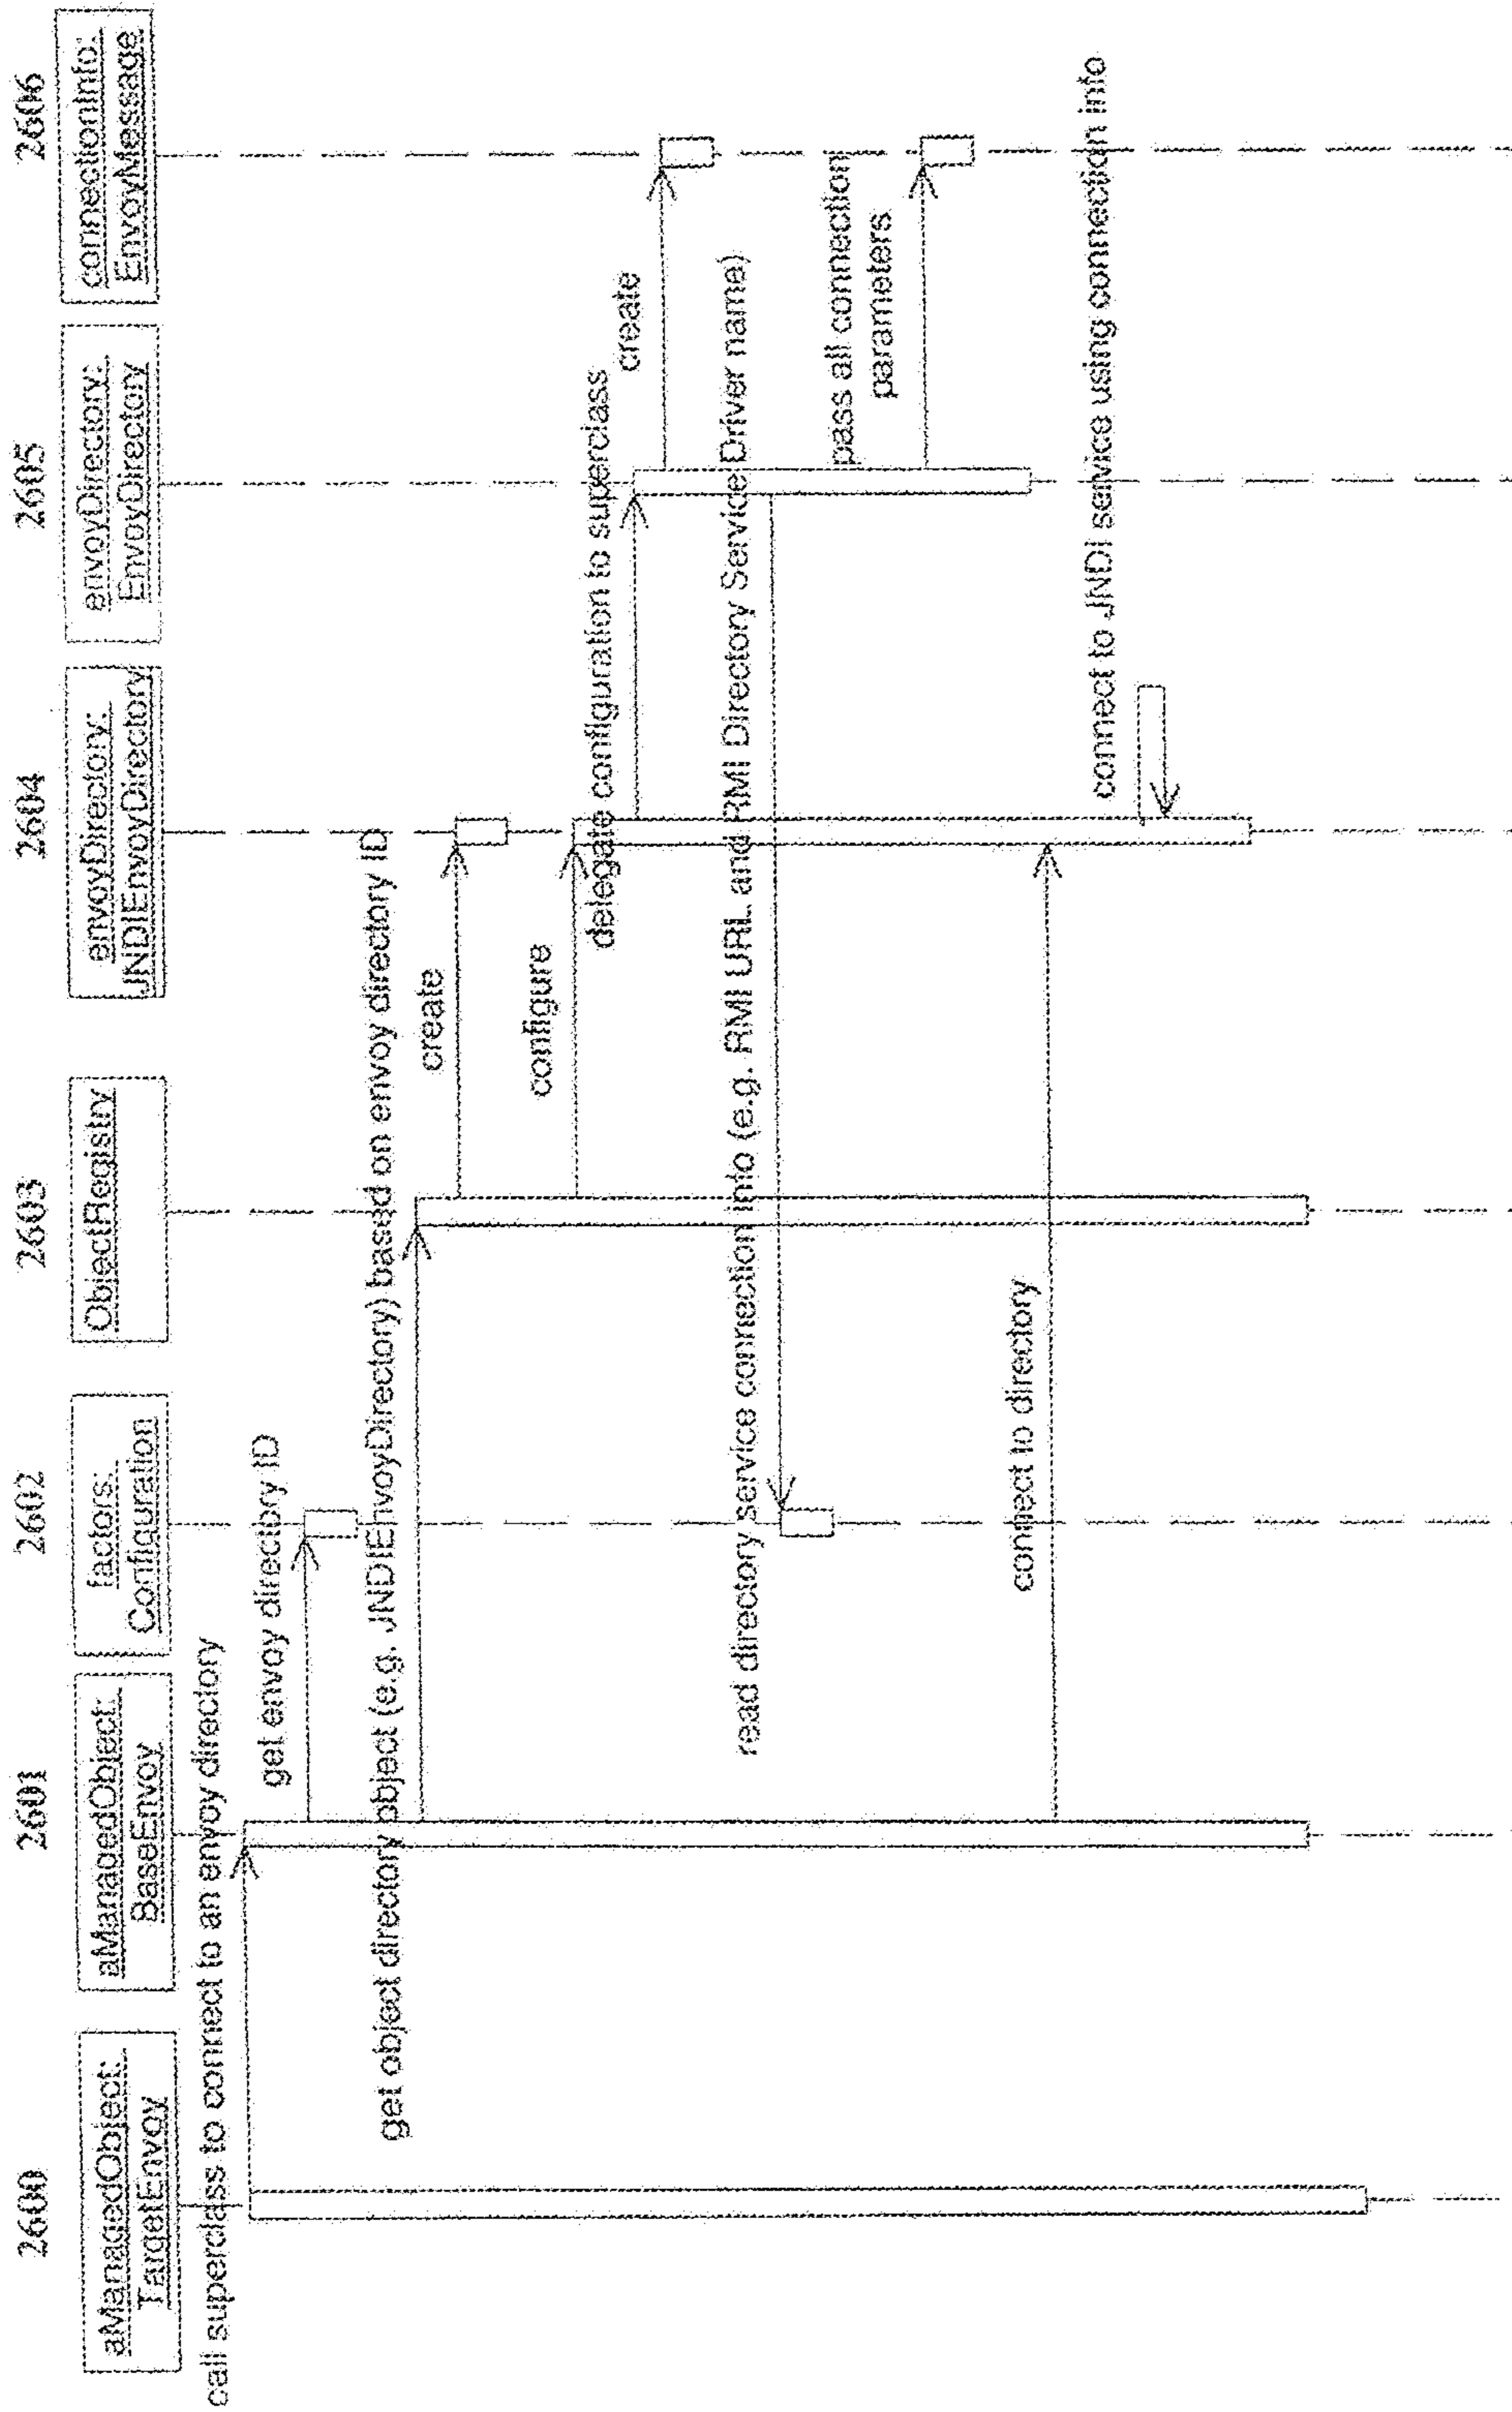 2600
2601
2602
2603
2604
2605
2606
aManagedObject:
TargetEnvoy
aManagedObject:
BaseEnvoy
factors:
Configuration
ObjectRegistry
envoyDirectory:
JNDIEnvoyDirectory
envoyDirectory:
EnvoyDirectory
connectionInfo:
EnvoyMessage
call superclass to connect to an envoy directory
get envoy directory ID
get object directory object (e.g. JNDIEnvoyDirectory) based on envoy directory ID
create
configure
delegate configuration to superclass
create
read directory service connection info (e.g. RMI URL and RMI Directory Service Driver name)
pass all connection
parameters
connect to directory
connect to JNDI service using connection info